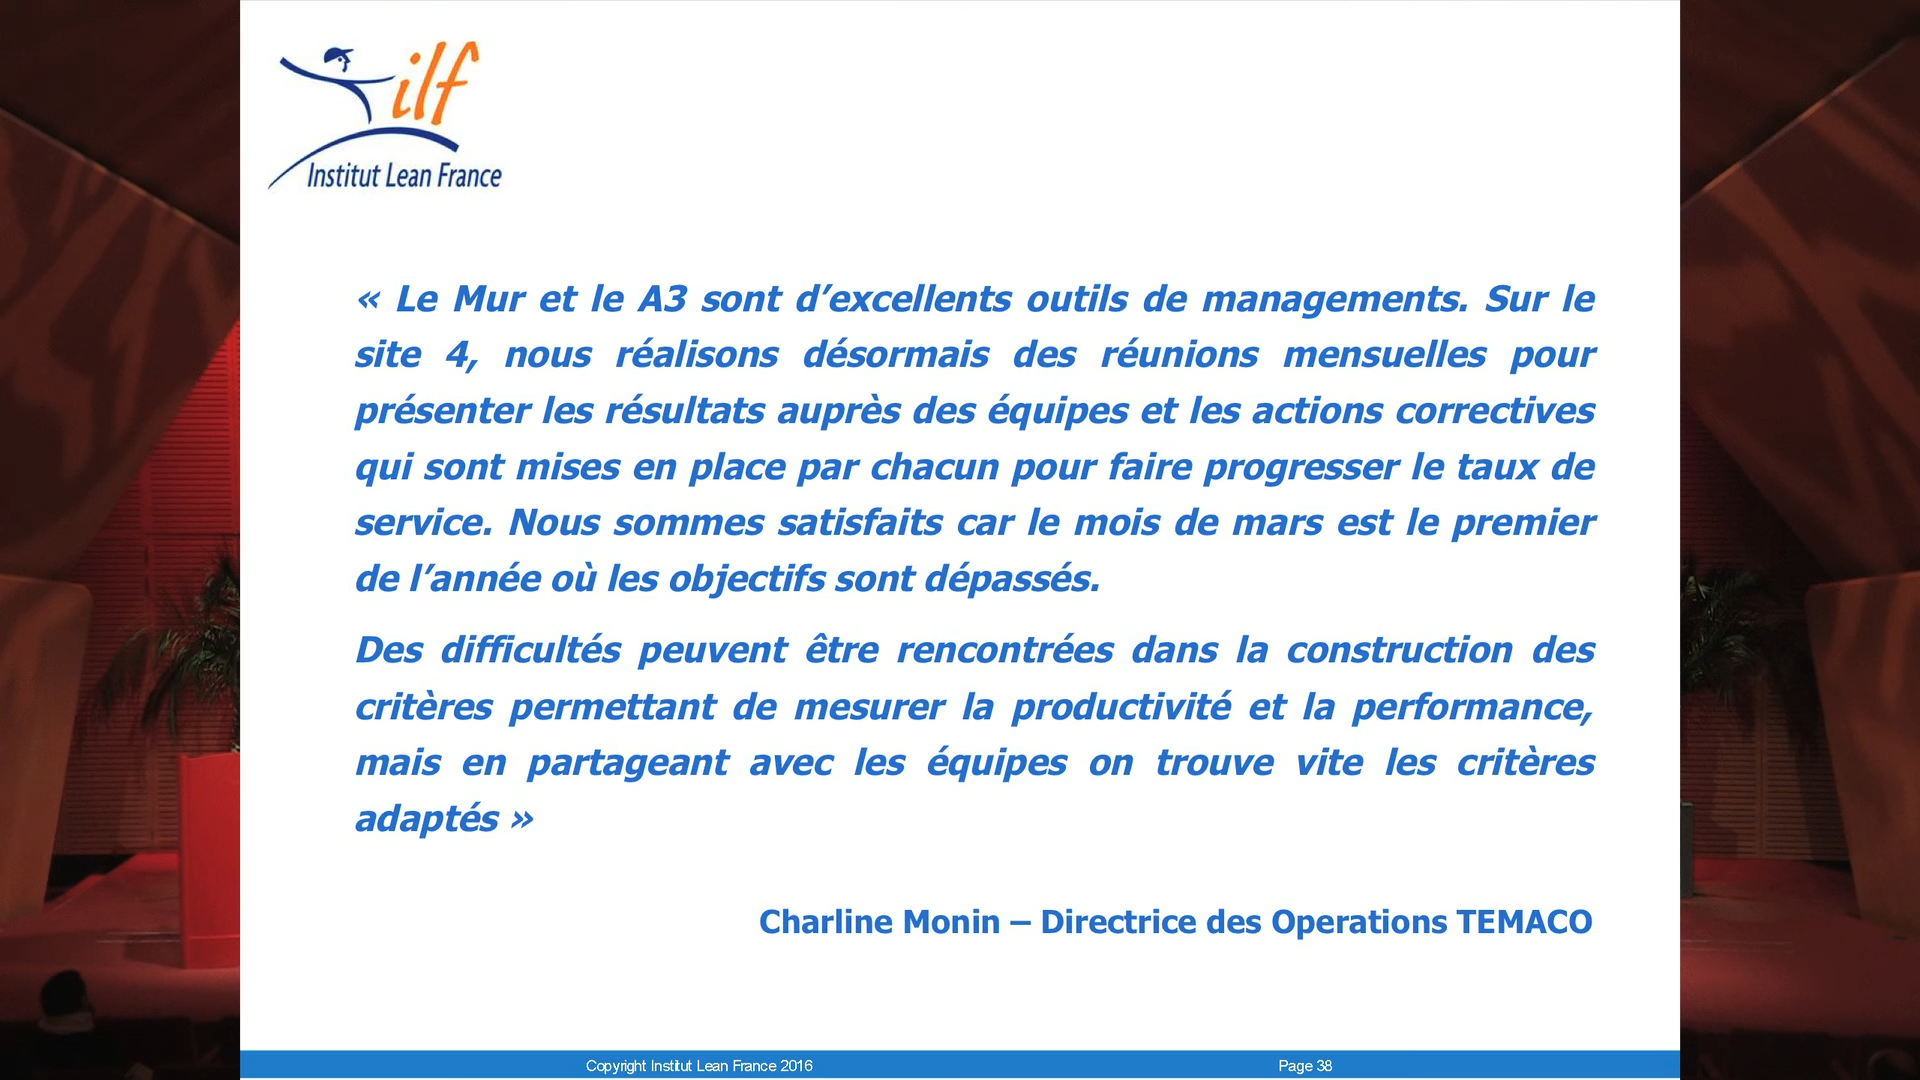 ilf
Institut Lean France
« Le Mur et le A3 sont d’excellents outils de managements. Sur le
site 4, nous réalisons désormais des réunions mensuelles pour
présenter les résultats auprès des équipes et les actions correctives
qui sont mises en place par chacun pour faire progresser le taux de
service. Nous sommes satisfaits car le mois de mars est le premier
de l’année où les objectifs sont dépassés.
Des difficultés peuvent être rencontrées dans la construction des
critères permettant de mesurer la productivité et la performance,
mais en partageant avec les équipes on trouve vite les critères
adaptés »
Charline Monin – Directrice des Operations TEMACO
Copyright Institut Lean France 2016
Page 38